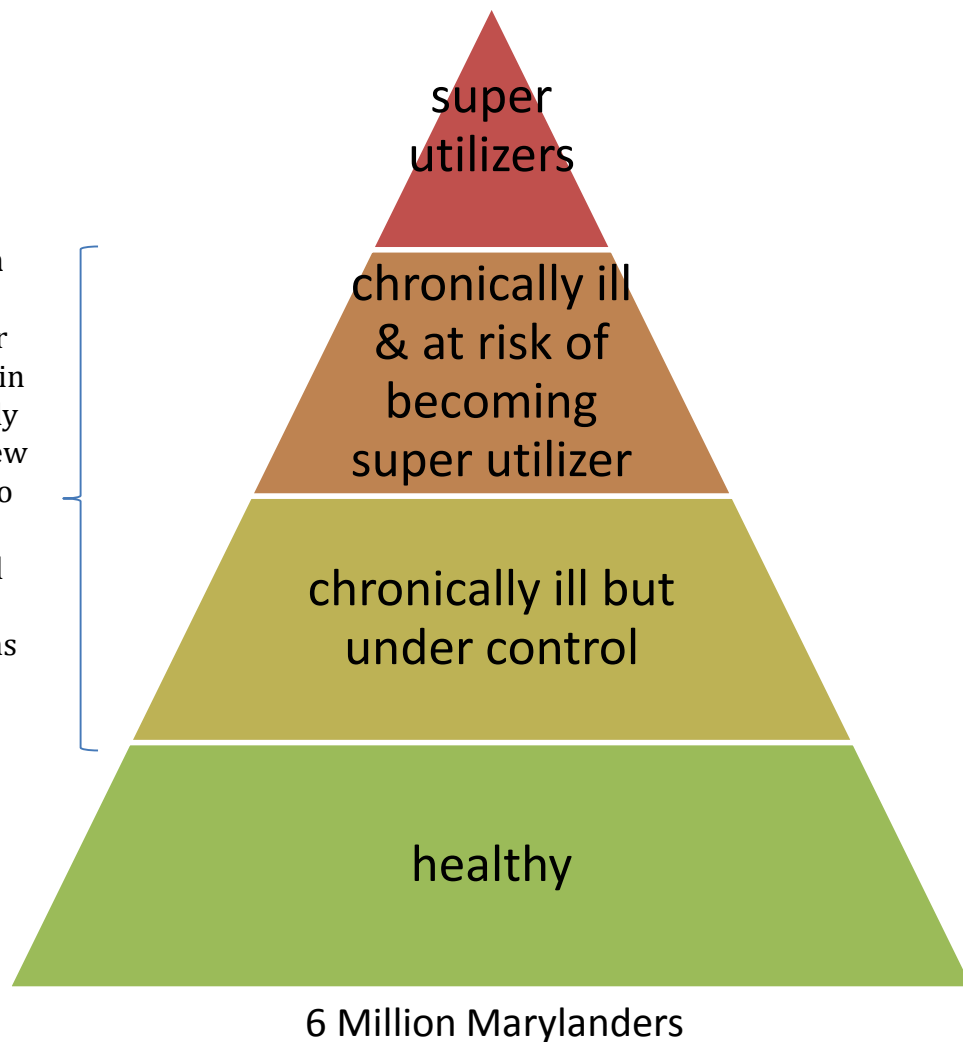 super
utilizers
chronically ill
& at risk of
becoming
super utilizer
chronically ill but
under control
healthy
6 Million Marylanders